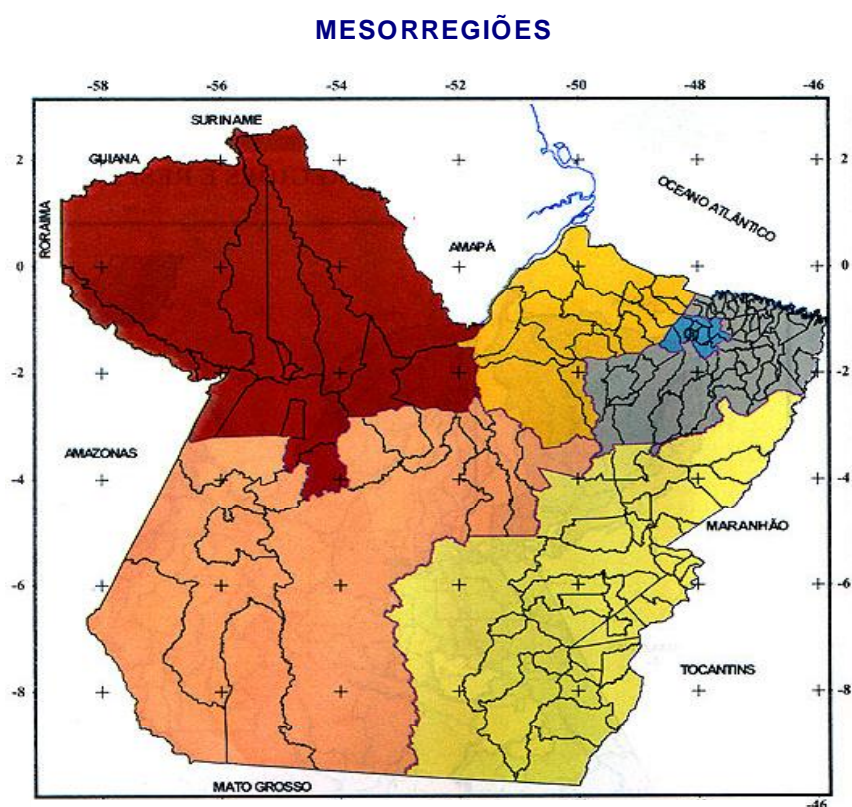 MESORREGIÕES
-58 -56 -54 -52 -50 -48 -46
SURINAME
2 2
GUIANA
RORAIMA
OCEANO ATLÂNTICO
AMAPÁ
0 0
-2 -2
AMAZONAS
-4 -4
MARANHÃO
-6 -6
TOCANTINS
-8 -8
MATO GROSSO
-46